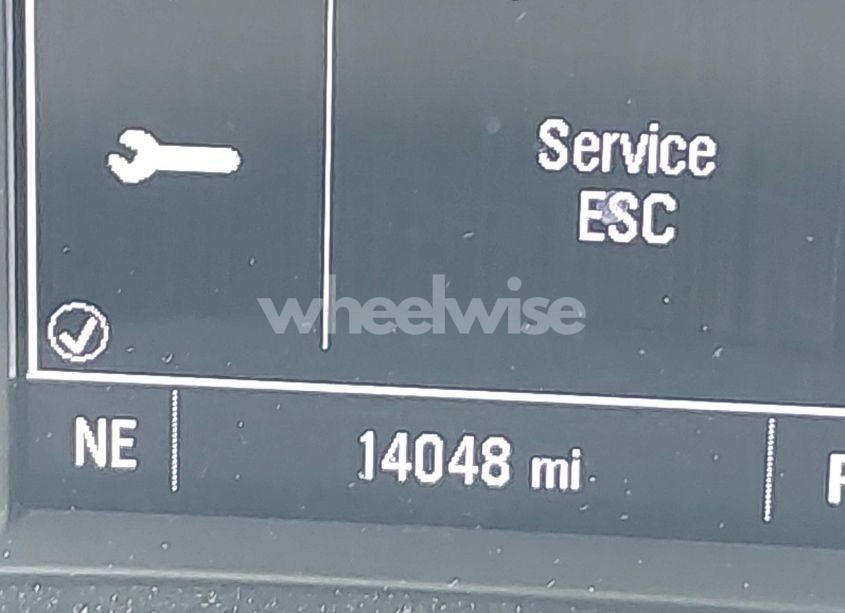 Service
ESC
wheelwise
NE
14048 mi